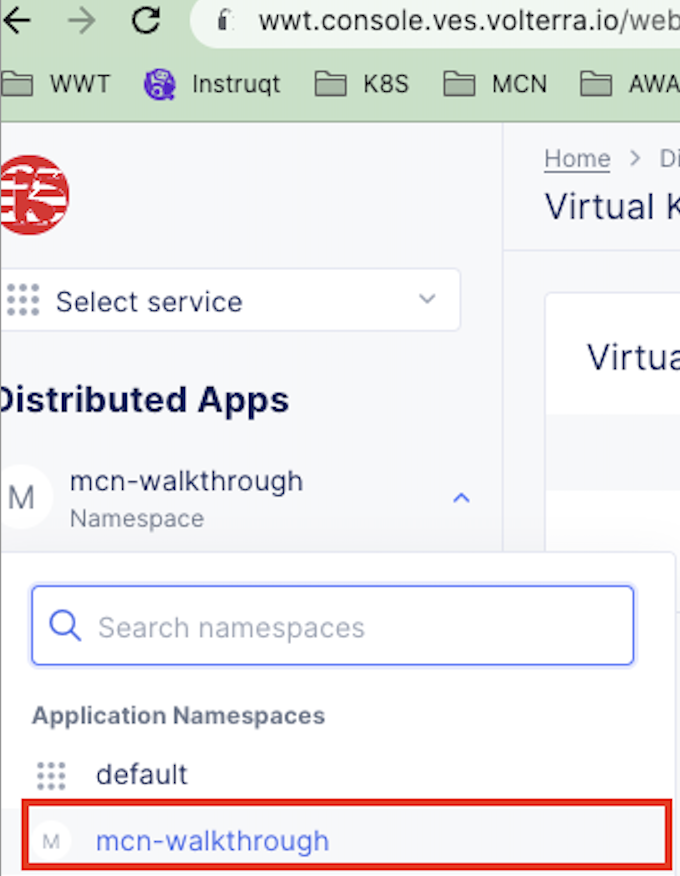 wwt.console.ves.volterra.io/web
WWT Instruqt K8S MCN AWA
Home > Di
Virtual K
Select service
Virtua
Distributed Apps
M mcn-walkthrough
Namespace
Search namespaces
Application Namespaces
default
M mcn-walkthrough